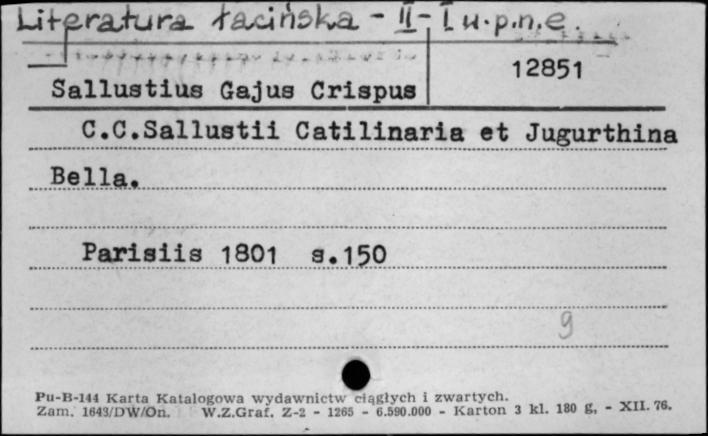 Literatura łacińska - II-I w.p.n.e.
12851
Sallustius Gajus Crispus
C.C.Sallustii Catilinaria et Jugurthina
Bella.
Parisiis 1801 s.150
9
Pu-B-144 Karta Katalogowa wydawnictw ciągłych i zwartych.
Zam. 1643/DW/On. W.Z.Graf. Z-2 - 1265 - 6.590.000 - Karton 3 kl. 180 g, - XII. 76.